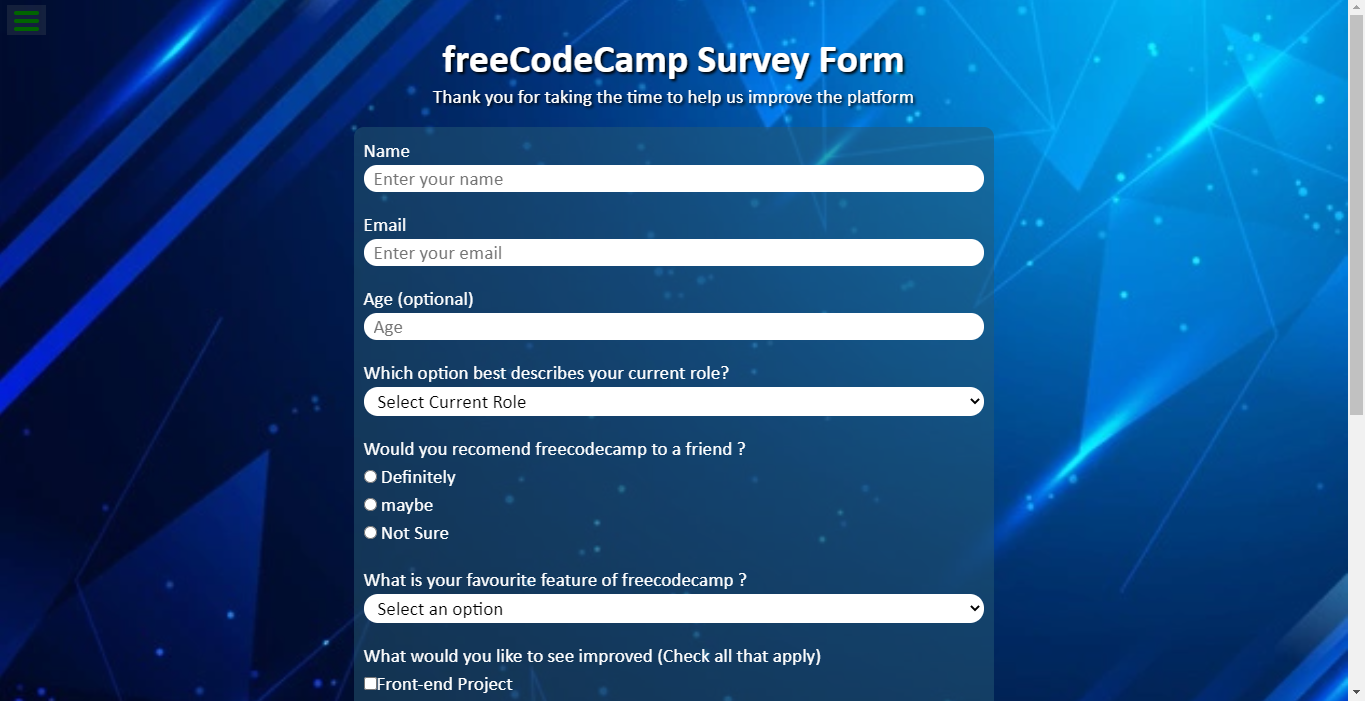 freeCodeCamp Survey Form
Thank you for taking the time to help us improve the platform
Name
Enter your name
Email
Enter your email
Age (optional)
Age
Which option best describes your current role?
Select Current Role
Would you recomend freecodecamp to a friend ?
Definitely
maybe
Not Sure
What is your favourite feature of freecodecamp ?
Select an option
What would you like to see improved (Check all that apply)
Front-end Project